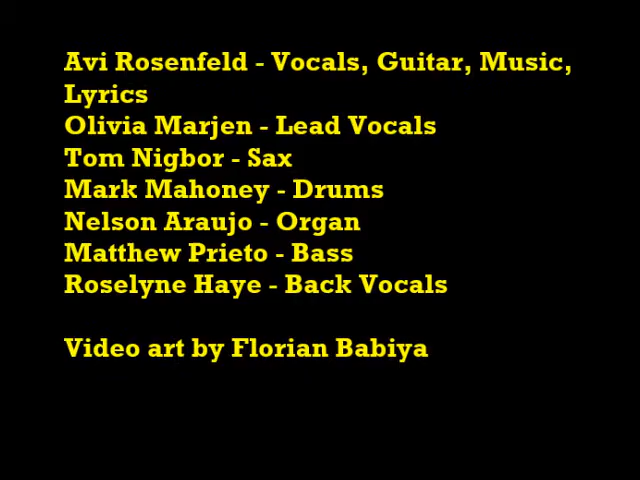 Avi Rosenfeld - Vocals, Guitar, Music,
Lyrics
Olivia Marjen - Lead Vocals
Tom Nigbor - Sax
Mark Mahoney - Drums
Nelson Araujo - Organ
Matthew Prieto - Bass
Roselyne Haye - Back Vocals
Video art by Florian Babiya